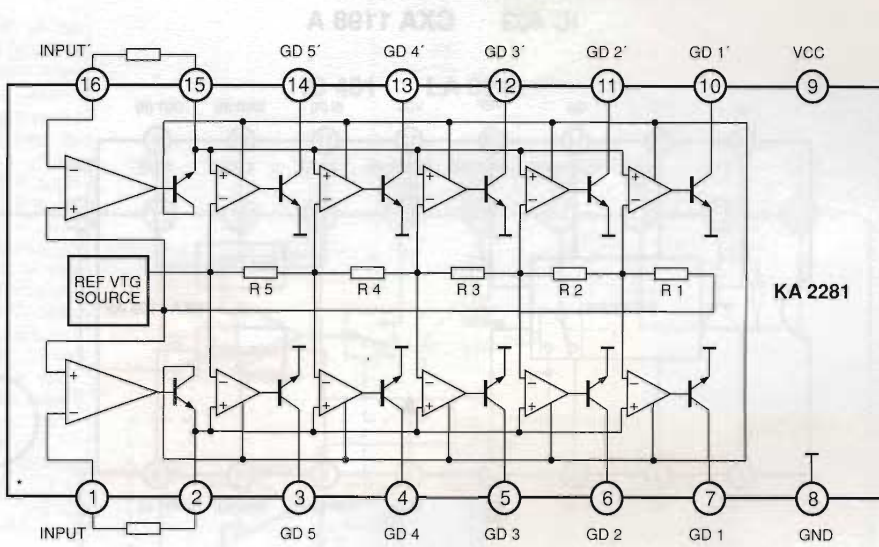 INPUT´ GD 5´ GD 4´ GD 3´ GD 2´ GD 1´ VCC
16 15 14 13 12 11 10 9
− + − + − + − + − + −
+
REF VTG
SOURCE
R 5 R 4 R 3 R 2 R 1
KA 2281
+
− − + − + − + − + − +
*
1 2 3 4 5 6 7 8
INPUT GD 5 GD 4 GD 3 GD 2 GD 1 GND